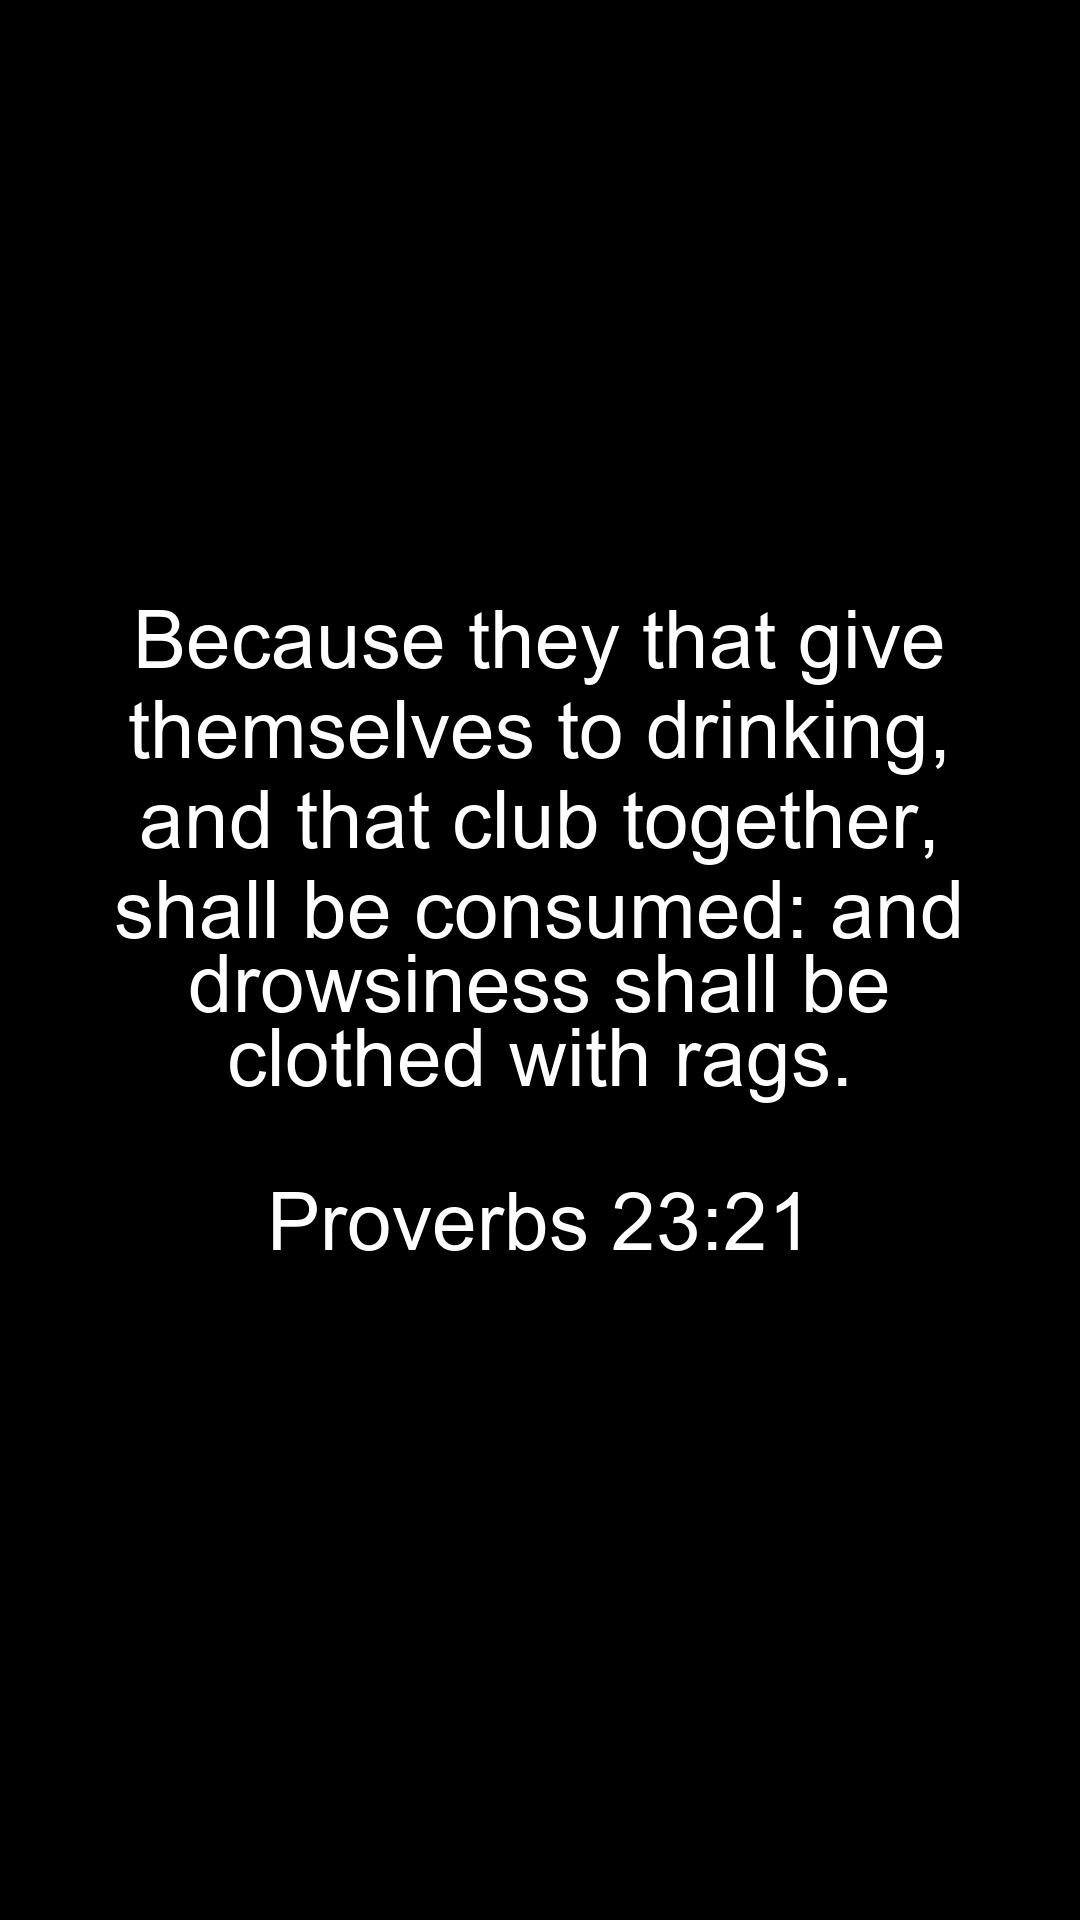 Because they that give
themselves to drinking,
and that club together,
shall be consumed: and
drowsiness shall be
clothed with rags.
Proverbs 23:21